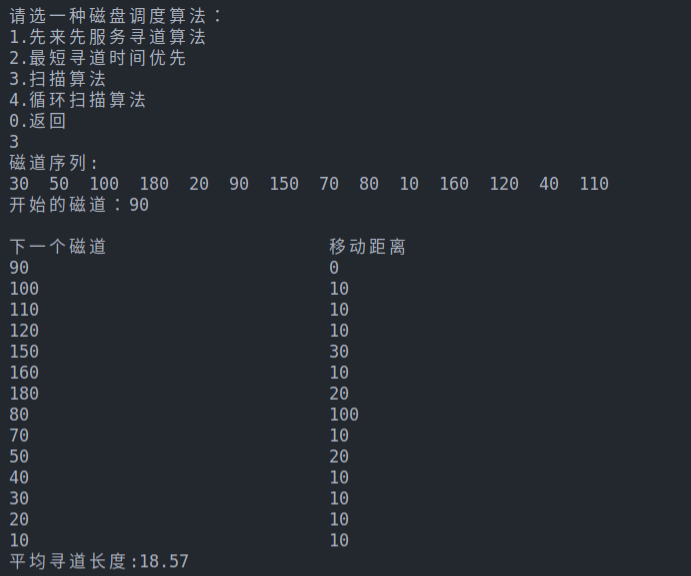 请选一种磁盘调度算法：
1.先来先服务寻道算法
2.最短寻道时间优先
3.扫描算法
4.循环扫描算法
0.返回
3
磁道序列:
30  50  100  180  20  90  150  70  80  10  160  120  40  110
开始的磁道：90
下一个磁道 移动距离
90 0
100 10
110 10
120 10
150 30
160 10
180 20
80 100
70 10
50 20
40 10
30 10
20 10
10 10
平均寻道长度:18.57